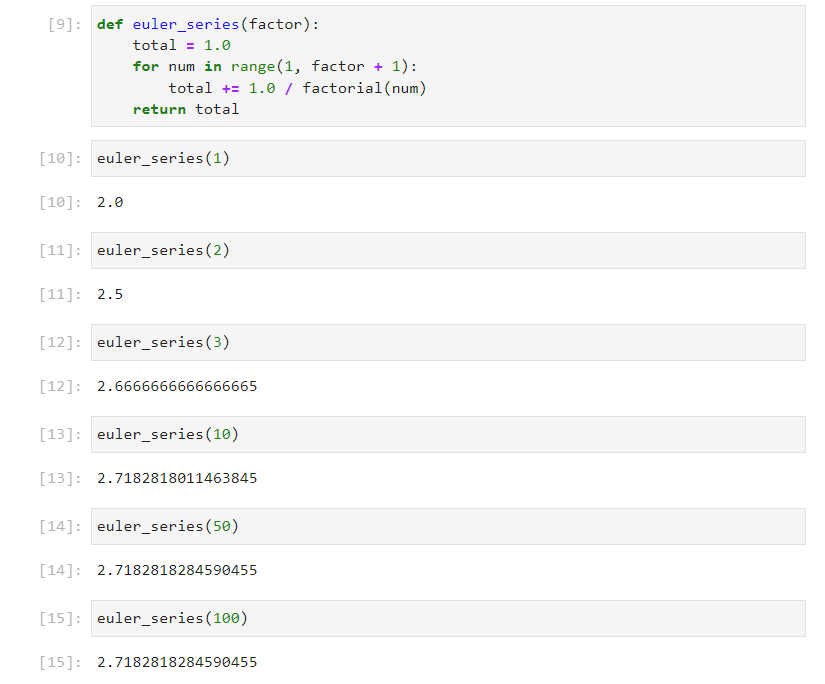 [9]: def euler_series(factor):
    total = 1.0
    for num in range(1, factor + 1):
        total += 1.0 / factorial(num)
    return total
[10]: euler_series(1)
[10]: 2.0
[11]: euler_series(2)
[11]: 2.5
[12]: euler_series(3)
[12]: 2.6666666666666665
[13]: euler_series(10)
[13]: 2.7182818011463845
[14]: euler_series(50)
[14]: 2.7182818284590455
[15]: euler_series(100)
[15]: 2.7182818284590455